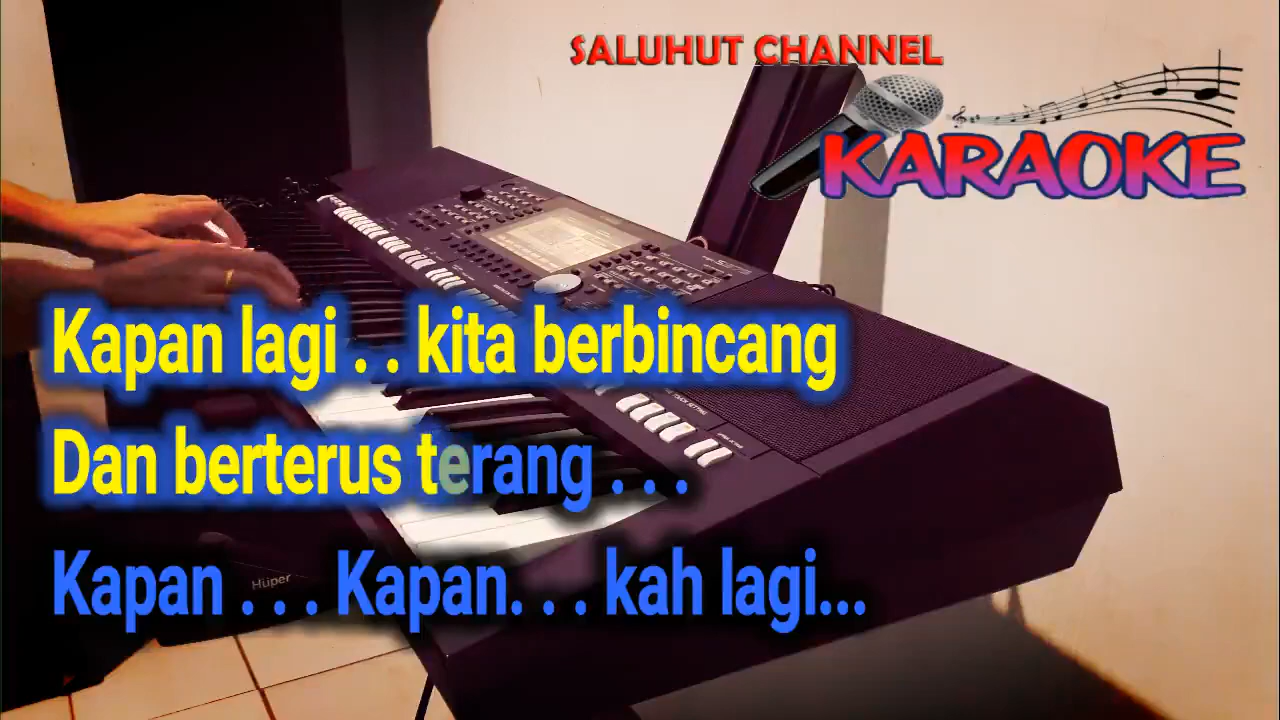 SALUHUT CHANNEL
KARAOKE
Kapan lagi . . kita berbincang
Dan berterus terang . . .
Kapan . . . Kapan. . . kah lagi...
Hüper